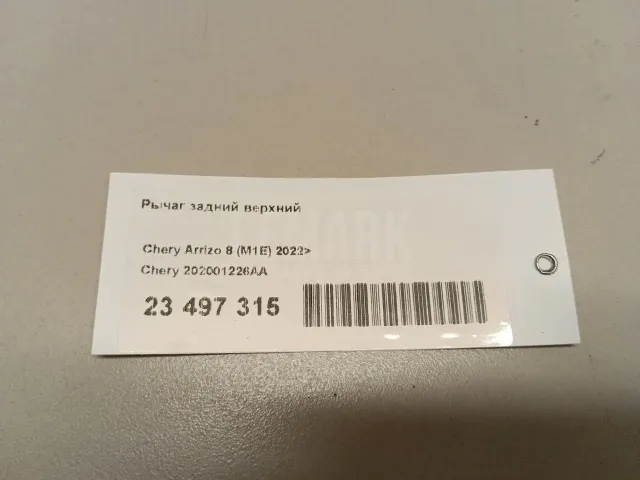 Рычаг задний верхний
Chery Arrizo 8 (M1E) 2022>
Chery 202001226AA
23 497 315